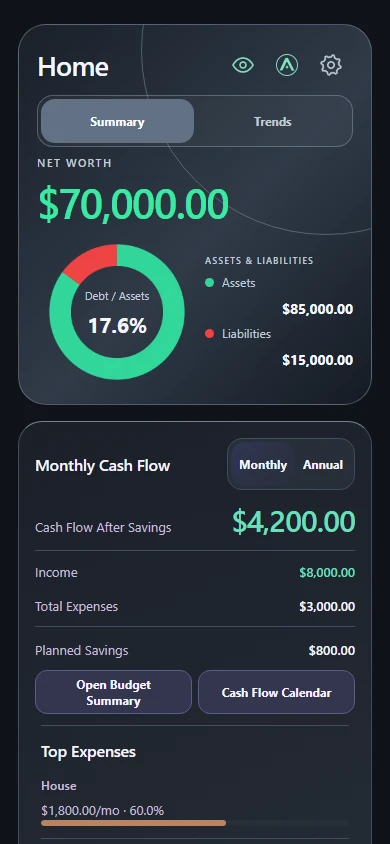 Home
Summary
Trends
NET WORTH
$70,000.00
Debt / Assets
17.6%
ASSETS & LIABILITIES
Assets
$85,000.00
Liabilities
$15,000.00
Monthly Cash Flow
Monthly
Annual
Cash Flow After Savings
$4,200.00
Income
$8,000.00
Total Expenses
$3,000.00
Planned Savings
$800.00
Open Budget
Summary
Cash Flow Calendar
Top Expenses
House
$1,800.00/mo · 60.0%